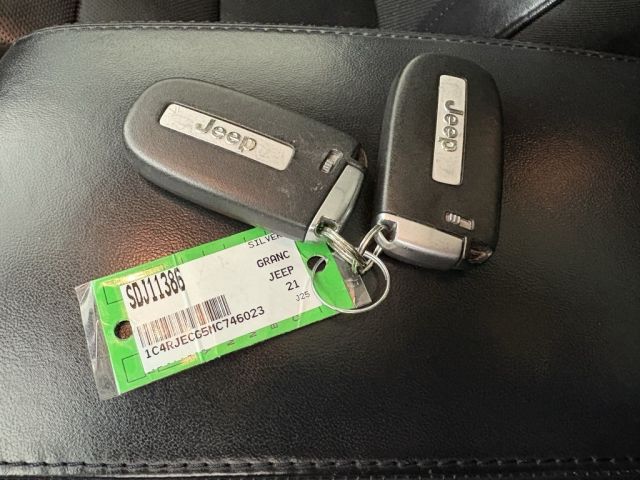 Jeep
Jeep
SILVER
GRANC
JEEP
21
J25
SDJ11386
1C4RJECG5MC746023